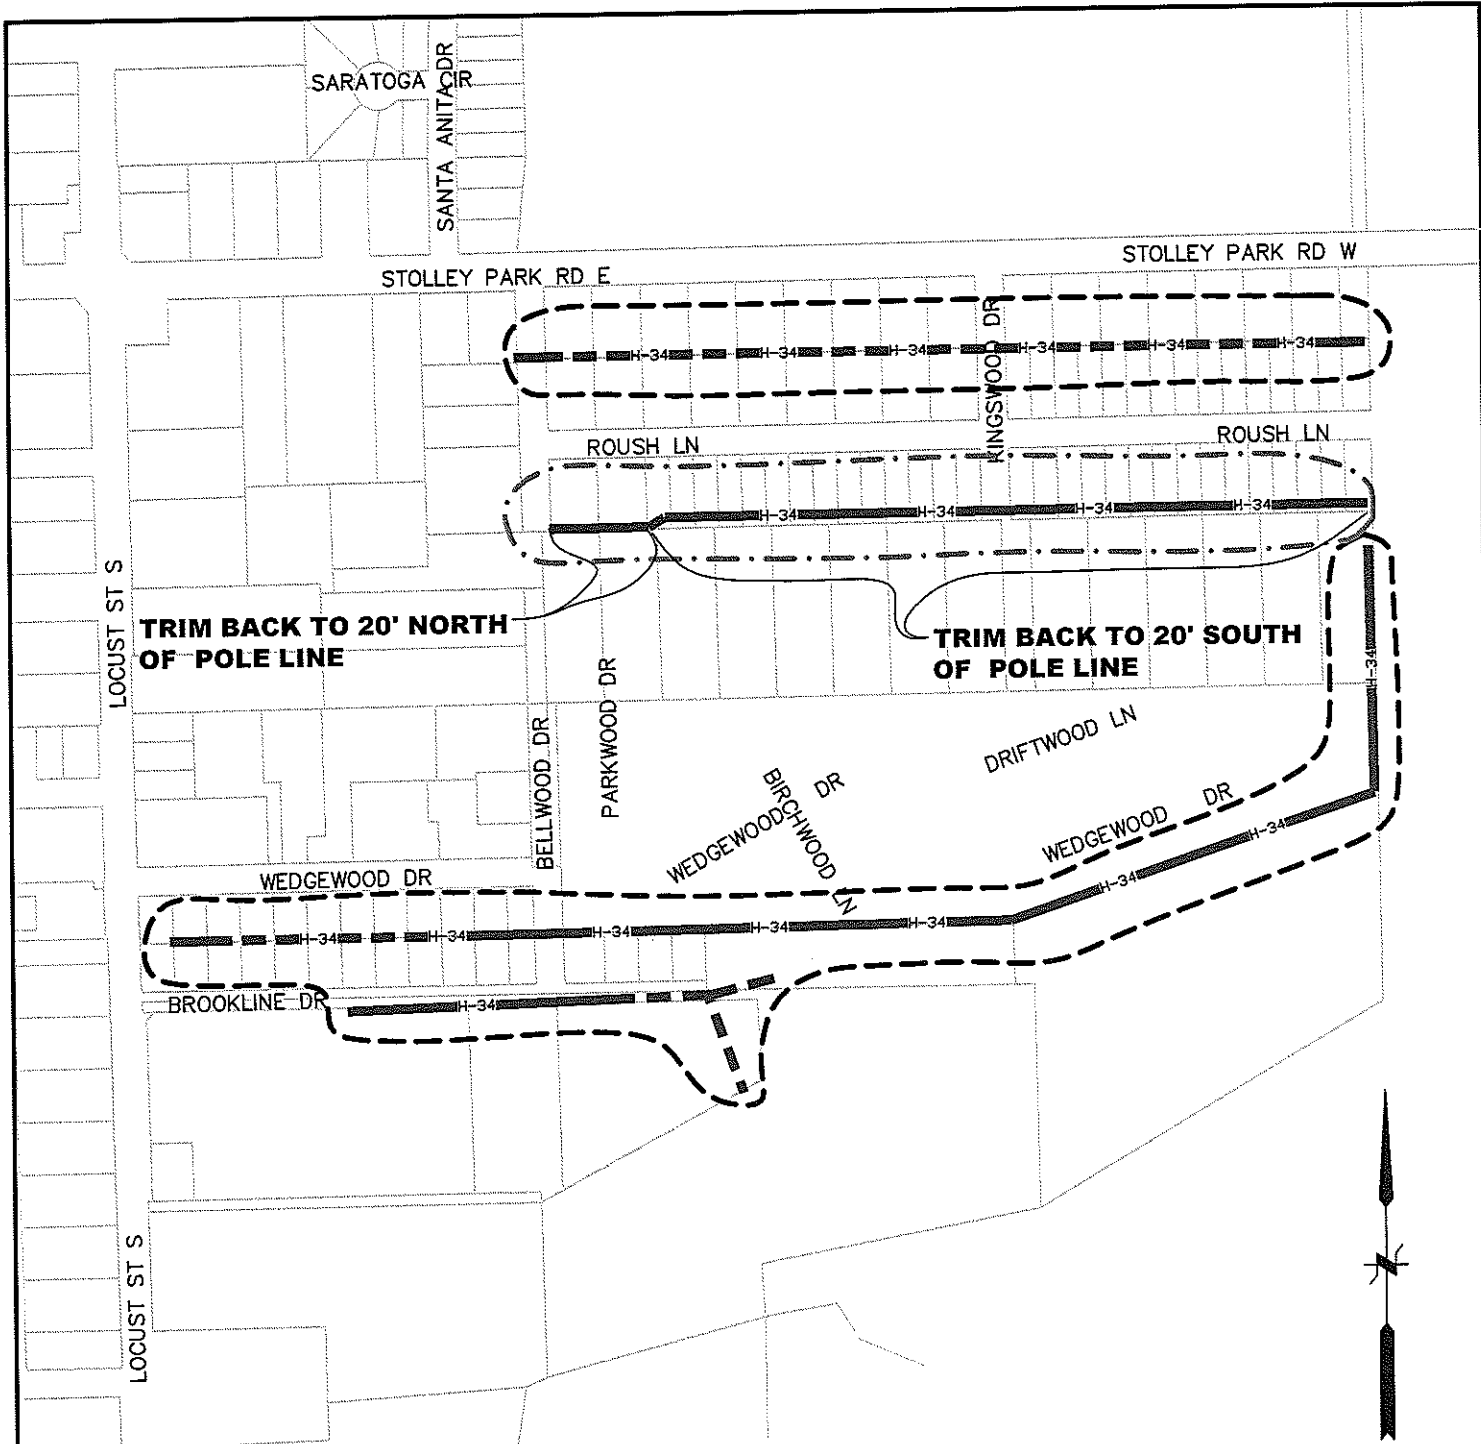 SARATOGA CIR
SANTA ANITA DR
STOLLEY PARK RD E
STOLLEY PARK RD W
H-34
H-34
H-34
H-34
H-34
H-34
KINGSWOOD DR
ROUSH LN
ROUSH LN
H-34
H-34
H-34
H-34
LOCUST ST S
TRIM BACK TO 20' NORTH
OF POLE LINE
TRIM BACK TO 20' SOUTH
OF POLE LINE
H-34
BELLWOOD DR
PARKWOOD DR
DRIFTWOOD LN
WEDGEWOOD DR
BIRCHWOOD LN
WEDGEWOOD DR
H-34
H-34
WEDGEWOOD DR
H-34
H-34
H-34
H-34
H-34
BROOKLINE DR
H-34
LOCUST ST S
N